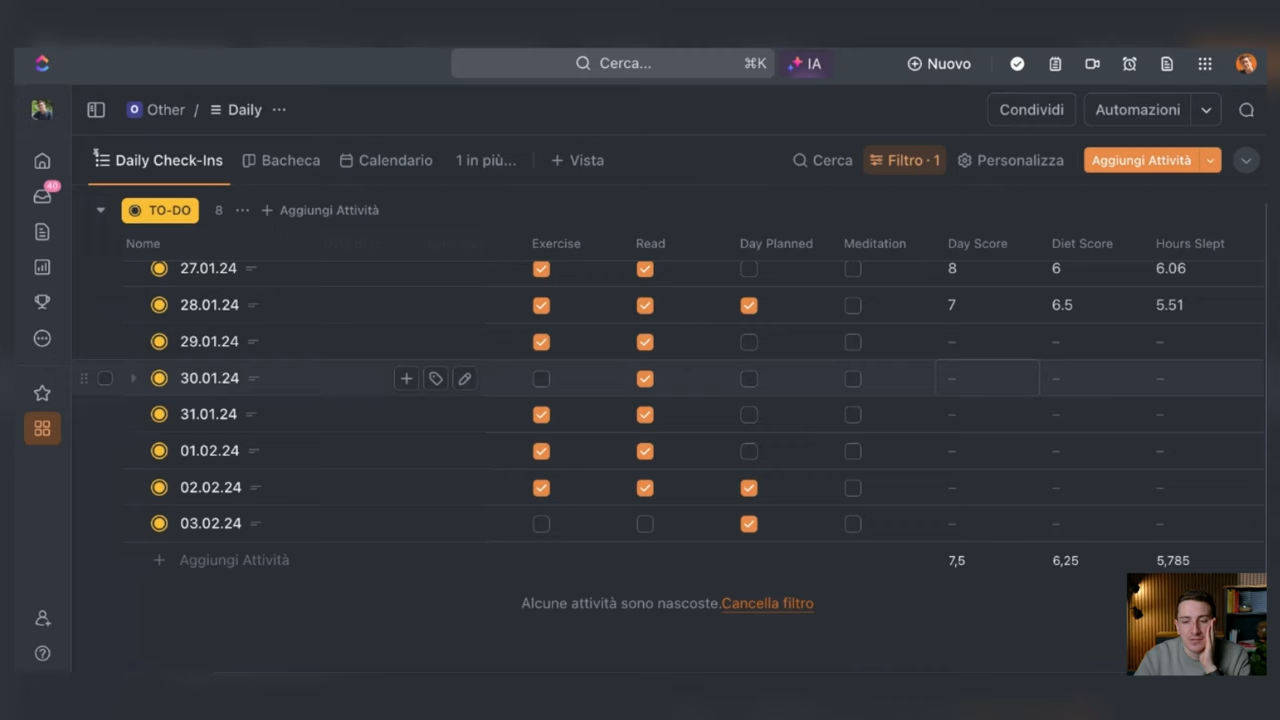 Cerca... ⌘K IA Nuovo
O Other / Daily ...
Condividi Automazioni
Daily Check-Ins Bacheca Calendario 1 in più... + Vista
Cerca Filtro · 1 Personalizza Aggiungi Attività
40
TO-DO 8 ... + Aggiungi Attività
Nome Exercise Read Day Planned Meditation Day Score Diet Score Hours Slept
27.01.24 8 6 6.06
28.01.24 7 6.5 5.51
29.01.24 – – –
30.01.24 – – –
31.01.24 – – –
01.02.24 – – –
02.02.24 – – –
03.02.24 – – –
+ Aggiungi Attività 7,5 6,25 5,785
Alcune attività sono nascoste.Cancella filtro